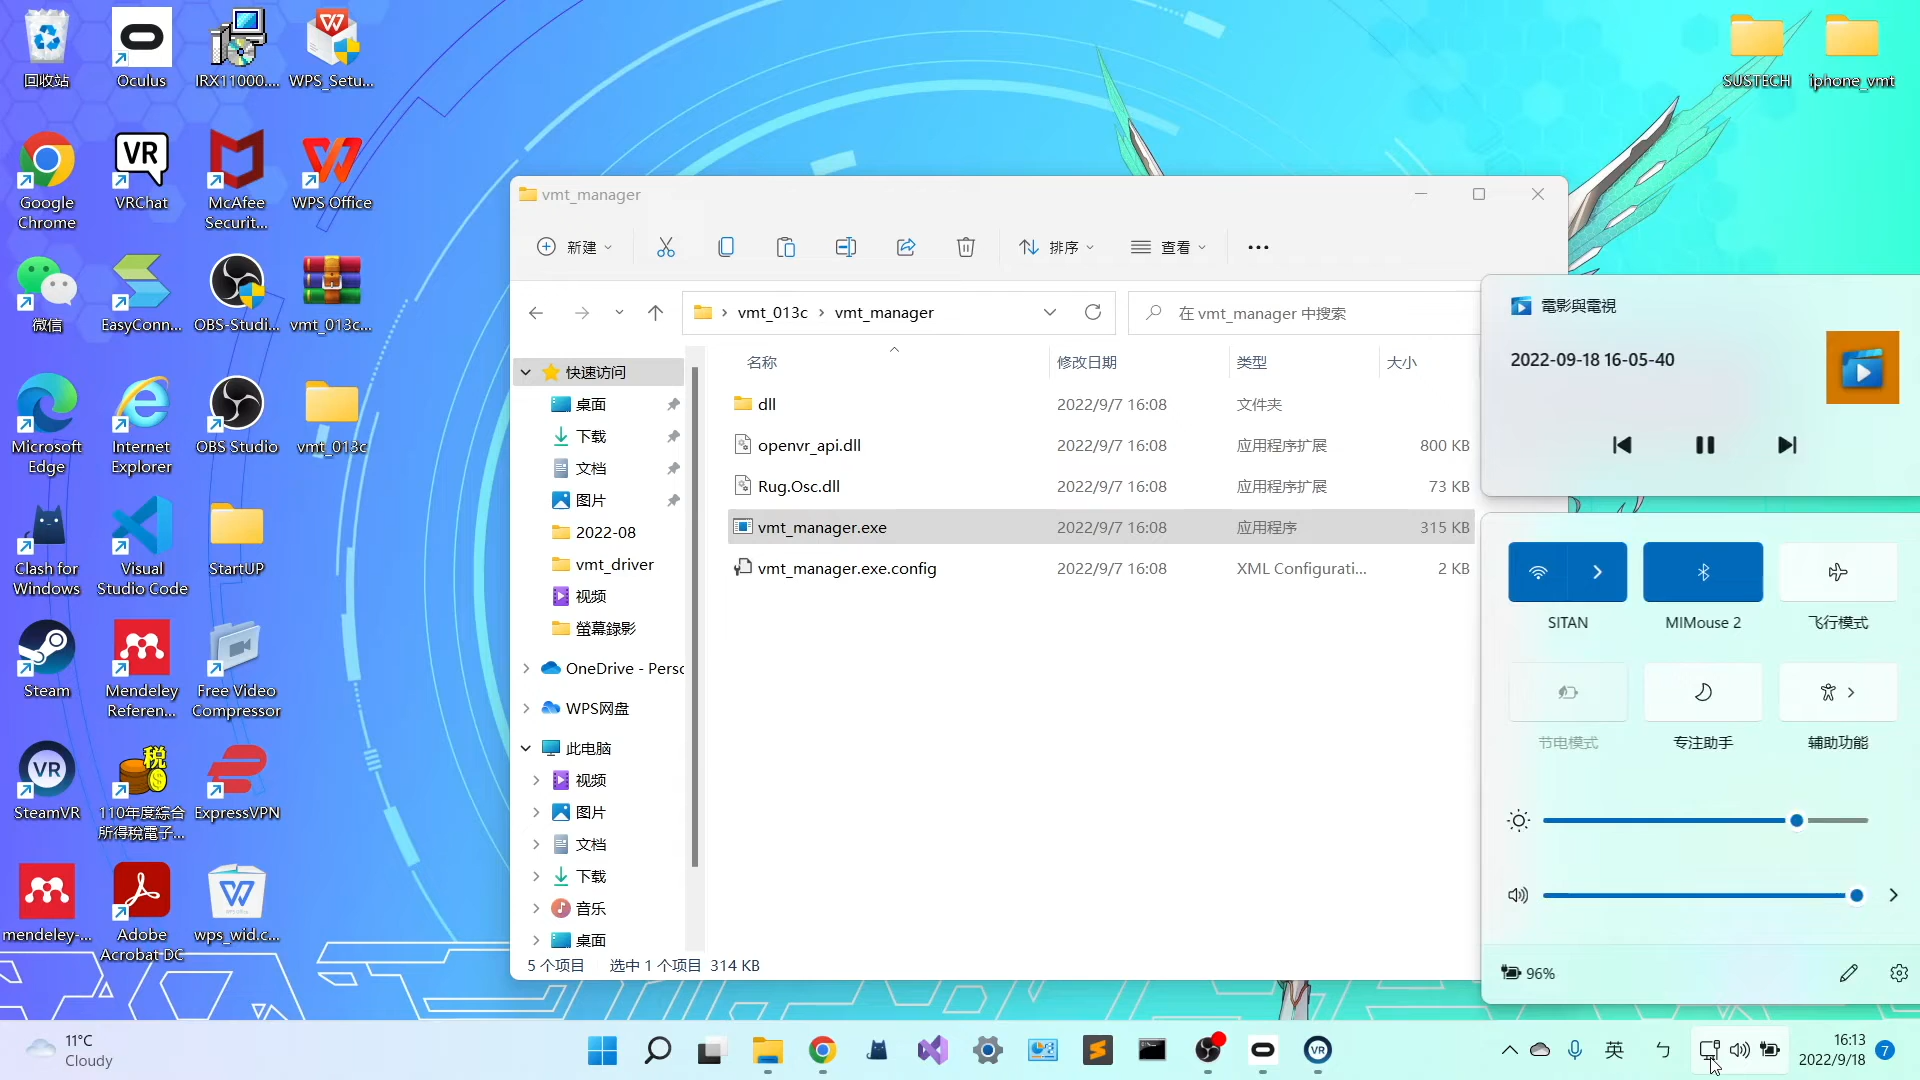 回收站
Oculus
IRX11000....
WPS_Setu...
SUSTECH
iphone_vmt
Google
Chrome
VRChat
McAfee
Securit...
WPS Office
微信
EasyConn...
OBS-Studi...
vmt_013c...
Microsoft
Edge
Internet
Explorer
OBS Studio
vmt_013c
Clash for
Windows
Visual
Studio Code
StartUP
Steam
Mendeley
Referen...
Free Video
Compressor
SteamVR
110年度綜合
所得稅電子...
ExpressVPN
mendeley-...
Adobe
Acrobat DC
wps_wid.c...
vmt_manager
新建
排序
查看
vmt_013c
vmt_manager
在 vmt_manager 中搜索
名称
修改日期
类型
大小
快速访问
桌面
下载
文档
图片
2022-08
vmt_driver
视频
螢幕錄影
OneDrive - Perso
WPS网盘
此电脑
视频
图片
文档
下载
音乐
桌面
dll 2022/9/7 16:08 文件夹
openvr_api.dll 2022/9/7 16:08 应用程序扩展 800 KB
Rug.Osc.dll 2022/9/7 16:08 应用程序扩展 73 KB
vmt_manager.exe 2022/9/7 16:08 应用程序 315 KB
vmt_manager.exe.config 2022/9/7 16:08 XML Configurati... 2 KB
5 个项目
选中 1 个项目 314 KB
電影與電視
2022-09-18 16-05-40
SITAN
MIMouse 2
飞行模式
节电模式
专注助手
辅助功能
96%
11°C
Cloudy
英
ㄅ
16:13
2022/9/18
7